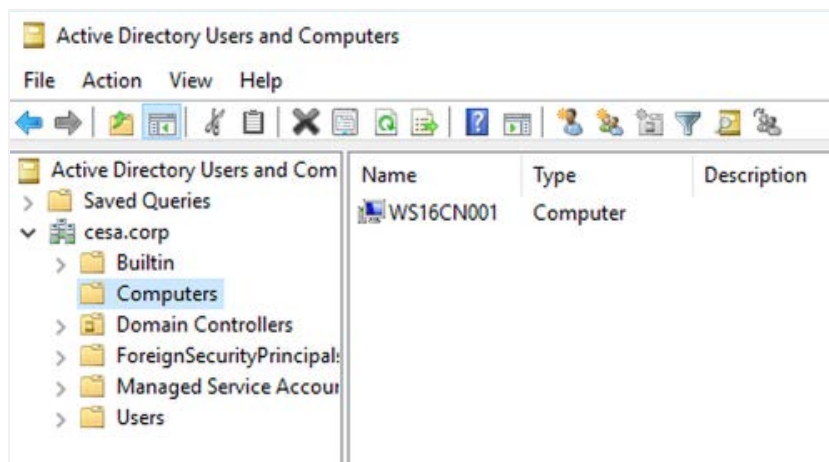 Active Directory Users and Computers
File Action View Help
Active Directory Users and Com
Saved Queries
cesa.corp
Builtin
Computers
Domain Controllers
ForeignSecurityPrincipals
Managed Service Accour
Users
Name Type Description
WS16CN001 Computer